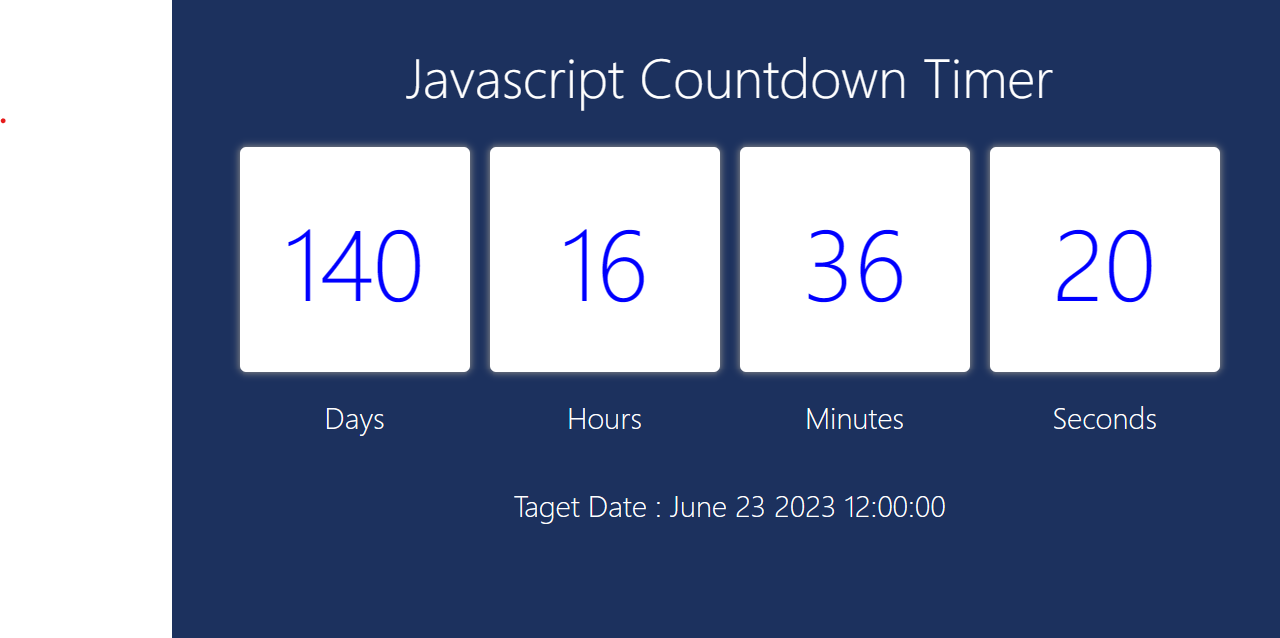 Javascript Countdown Timer
140 16 36 20
Days Hours Minutes Seconds
Taget Date : June 23 2023 12:00:00